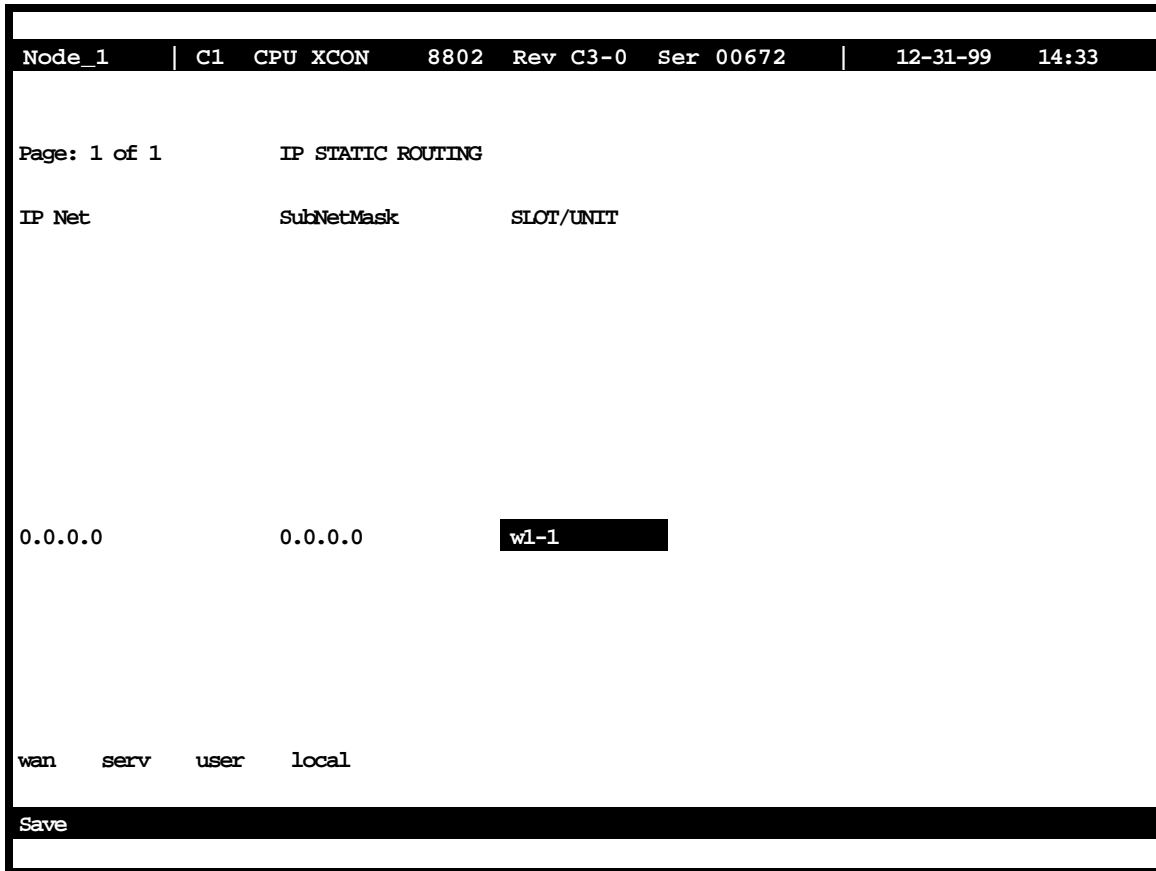 Node_1 | C1 CPU XCON 8802 Rev C3-0 Ser 00672 | 12-31-99 14:33
Page: 1 of 1 IP STATIC ROUTING
IP Net SubNetMask SLOT/UNIT
0.0.0.0 0.0.0.0 w1-1
wan serv user local
Save